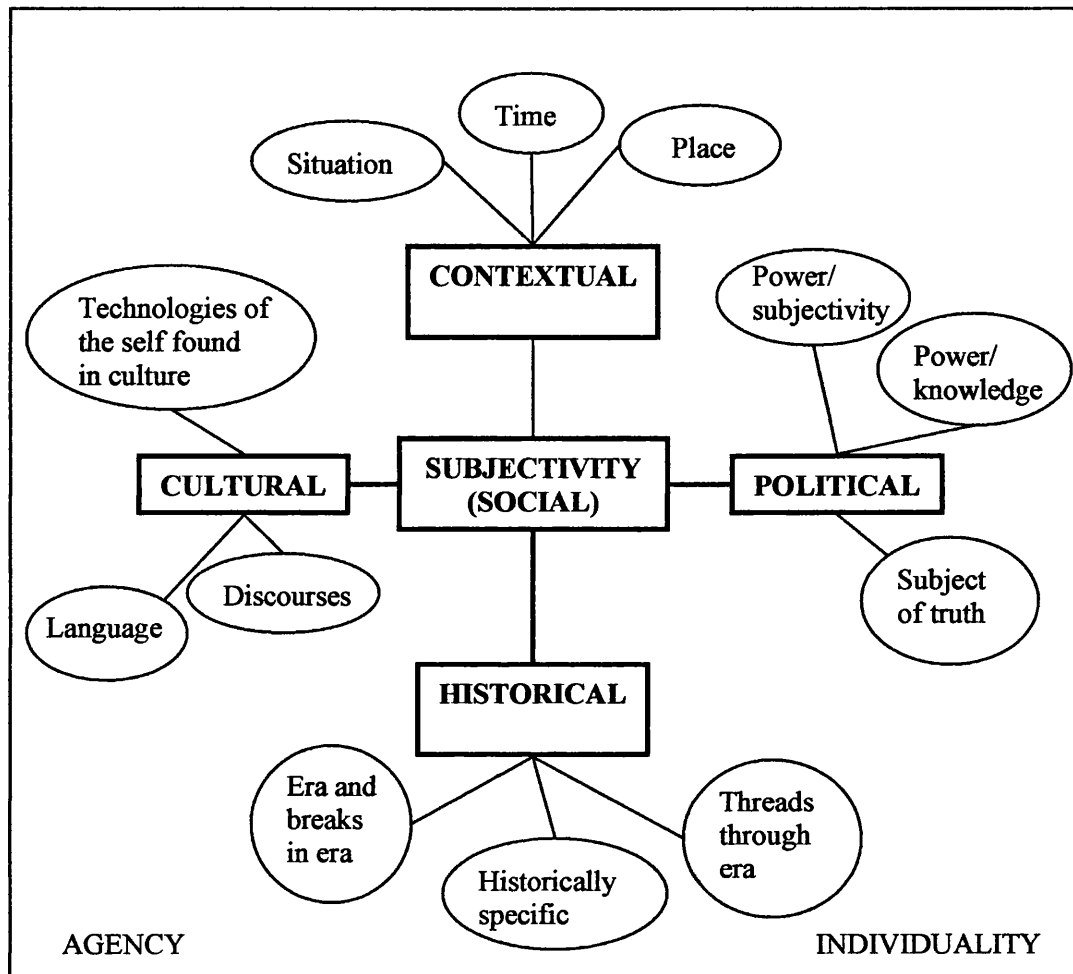 Time
Situation
Place
CONTEXTUAL
Technologies of
the self found
in culture
Power/
subjectivity
Power/
knowledge
CULTURAL
SUBJECTIVITY
(SOCIAL)
POLITICAL
Language
Discourses
Subject
of truth
HISTORICAL
Era and
breaks
in era
Historically
specific
Threads
through
era
AGENCY
INDIVIDUALITY